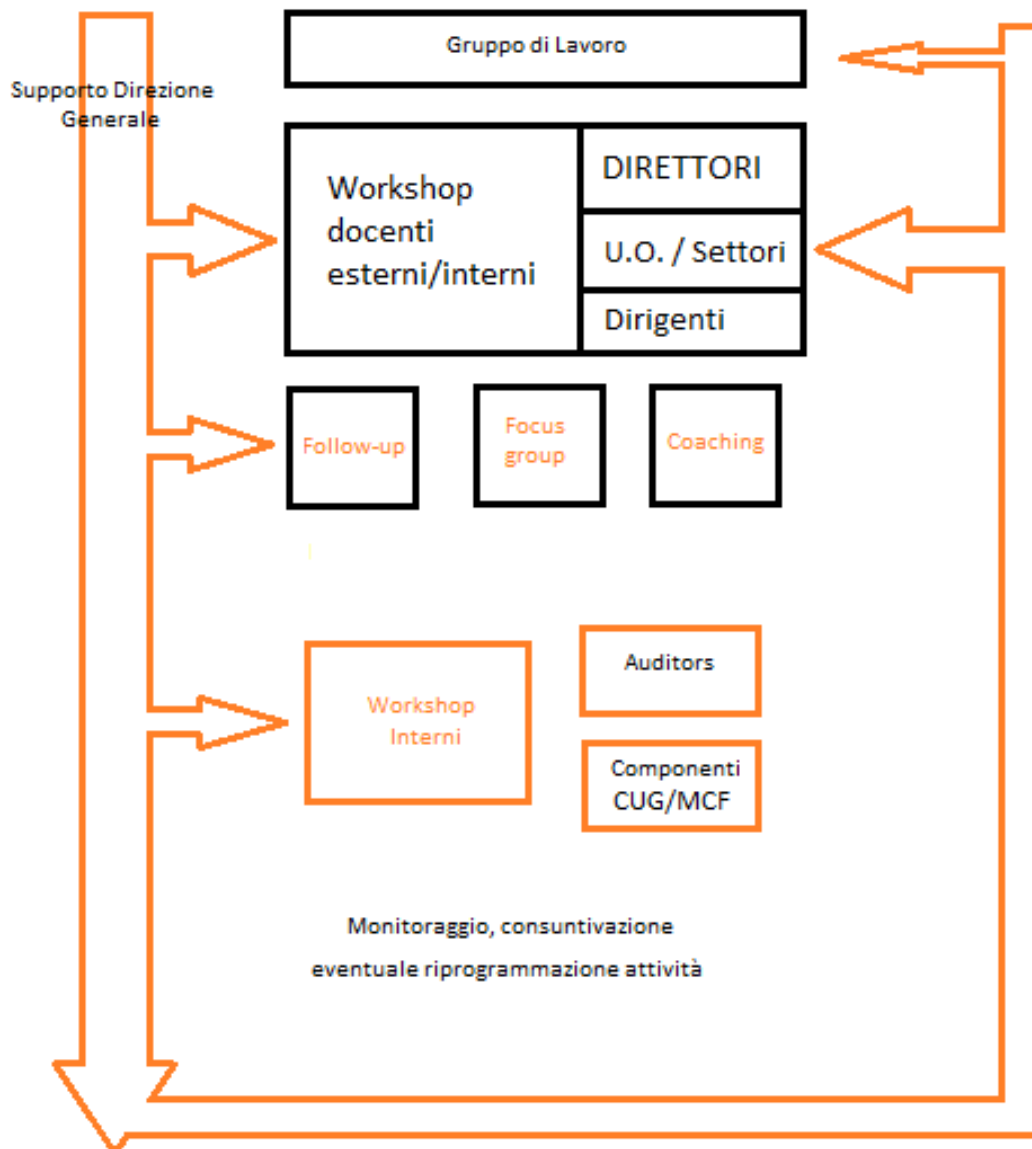 Gruppo di Lavoro
Supporto Direzione
Generale
Workshop
docenti
esterni/interni
DIRETTORI
U.O. / Settori
Dirigenti
Follow-up
Focus
group
Coaching
Workshop
Interni
Auditors
Componenti
CUG/MCF
Monitoraggio, consuntivazione
eventuale riprogrammazione attività